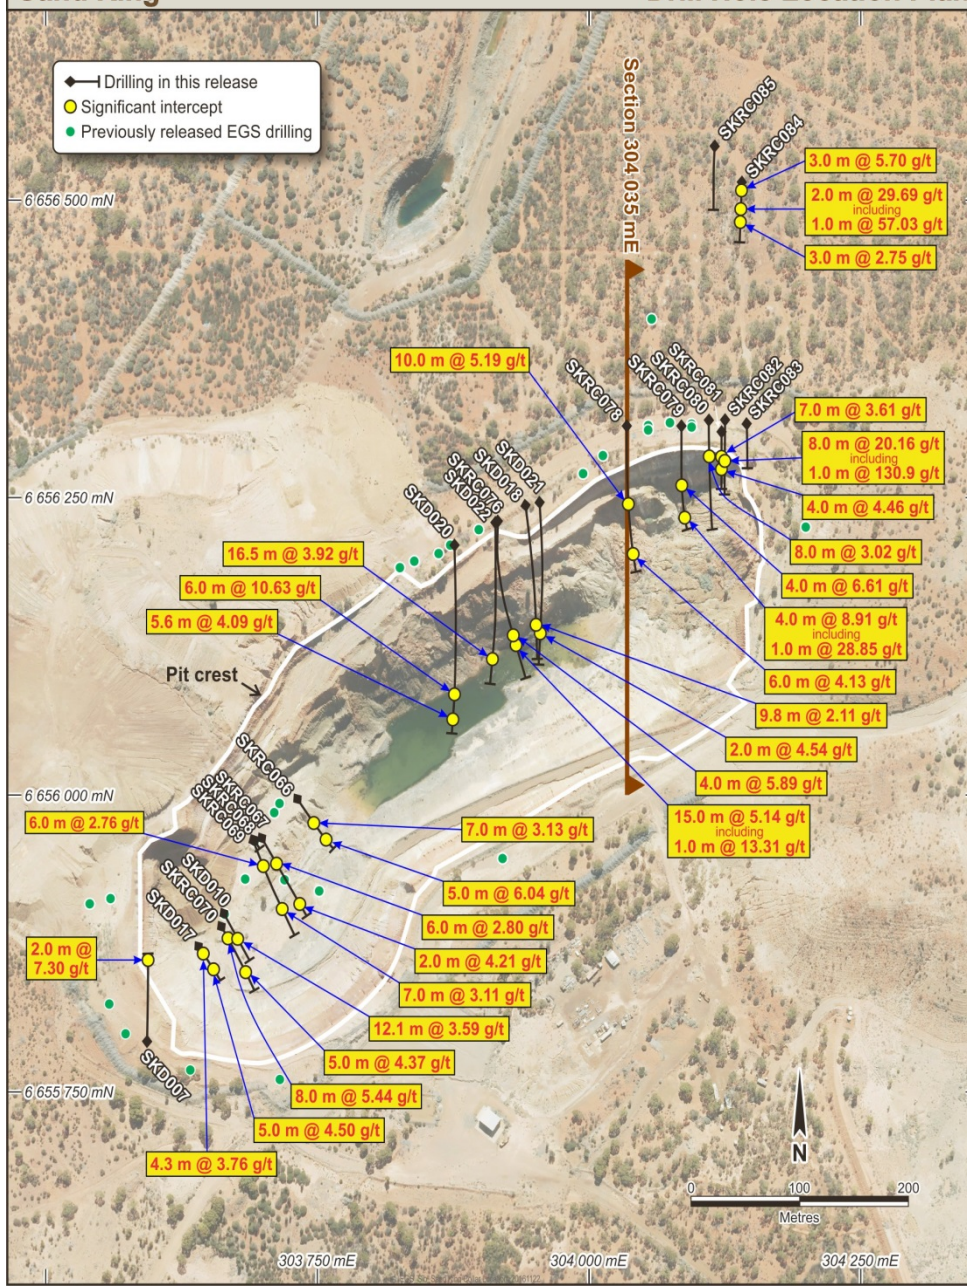 Drilling in this release
Significant intercept
Previously released EGS drilling
Section 304 035 mE
SKRC085
SKRC084
3.0 m @ 5.70 g/t
2.0 m @ 29.69 g/t
including
1.0 m @ 57.03 g/t
3.0 m @ 2.75 g/t
6 656 500 mN
10.0 m @ 5.19 g/t
SKRC078
SKRC079
SKRC080
SKRC081
SKRC082
SKRC083
7.0 m @ 3.61 g/t
8.0 m @ 20.16 g/t
including
1.0 m @ 130.9 g/t
4.0 m @ 4.46 g/t
8.0 m @ 3.02 g/t
4.0 m @ 6.61 g/t
4.0 m @ 8.91 g/t
including
1.0 m @ 28.85 g/t
6.0 m @ 4.13 g/t
9.8 m @ 2.11 g/t
2.0 m @ 4.54 g/t
4.0 m @ 5.89 g/t
15.0 m @ 5.14 g/t
including
1.0 m @ 13.31 g/t
6 656 250 mN
SKD020
SKD022
SKRC076
SKD018
SKD021
16.5 m @ 3.92 g/t
6.0 m @ 10.63 g/t
5.6 m @ 4.09 g/t
Pit crest
6 656 000 mN
SKRC066
SKRC067
SKRC068
SKRC069
6.0 m @ 2.76 g/t
7.0 m @ 3.13 g/t
5.0 m @ 6.04 g/t
6.0 m @ 2.80 g/t
2.0 m @ 4.21 g/t
7.0 m @ 3.11 g/t
12.1 m @ 3.59 g/t
5.0 m @ 4.37 g/t
8.0 m @ 5.44 g/t
5.0 m @ 4.50 g/t
4.3 m @ 3.76 g/t
SKD010
SKRC070
SKD017
2.0 m @
7.30 g/t
SKD007
6 655 750 mN
N
0 100 200
Metres
303 750 mE
304 000 mE
304 250 mE